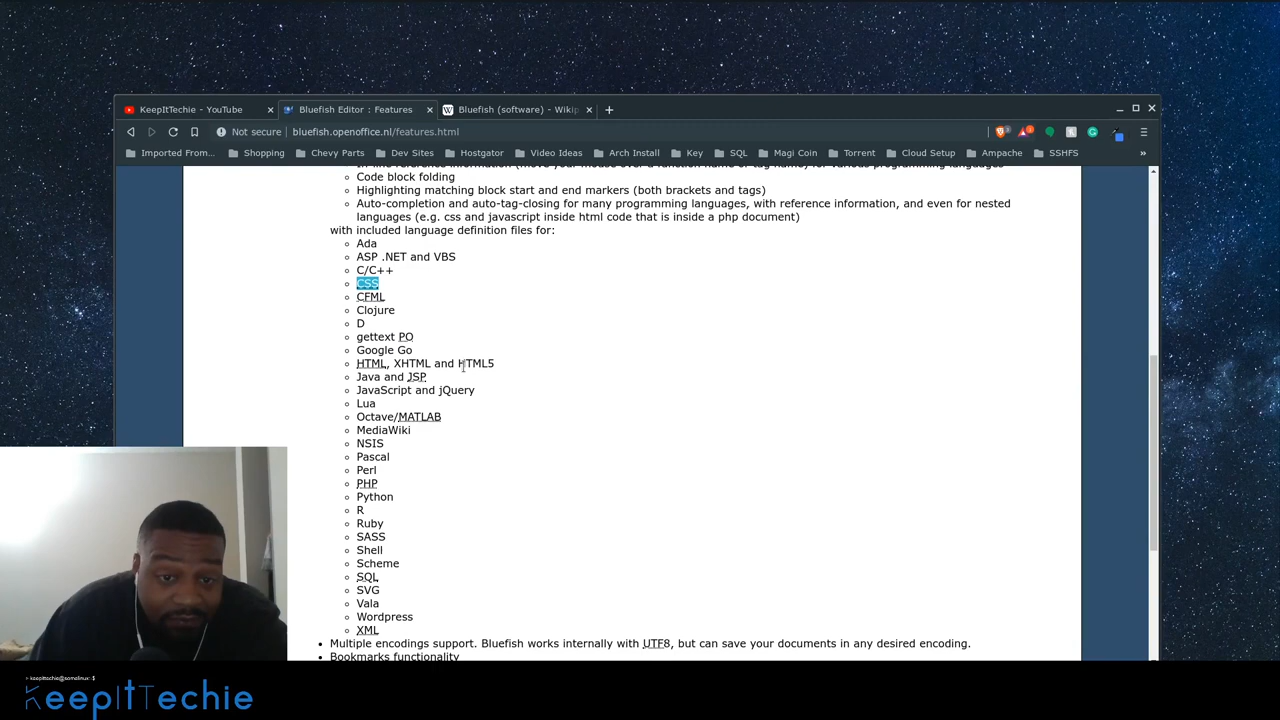 KeepItTechie - YouTube
Bluefish Editor : Features
Bluefish (software) - Wikip
Not secure
bluefish.openoffice.nl/features.html
Imported From...
Shopping
Chevy Parts
Dev Sites
Hostgator
Video Ideas
Arch Install
Key
SQL
Magi Coin
Torrent
Cloud Setup
Ampache
SSHFS
»
Code block folding
Highlighting matching block start and end markers (both brackets and tags)
Auto-completion and auto-tag-closing for many programming languages, with reference information, and even for nested
languages (e.g. css and javascript inside html code that is inside a php document)
with included language definition files for:
Ada
ASP .NET and VBS
C/C++
CSS
CFML
Clojure
D
gettext PO
Google Go
HTML, XHTML and HTML5
Java and JSP
JavaScript and jQuery
Lua
Octave/MATLAB
MediaWiki
NSIS
Pascal
Perl
PHP
Python
R
Ruby
SASS
Shell
Scheme
SQL
SVG
Vala
Wordpress
XML
Multiple encodings support. Bluefish works internally with UTF8, but can save your documents in any desired encoding.
Bookmarks functionality
> keepittechie@somelinux: $
KeepItTechie